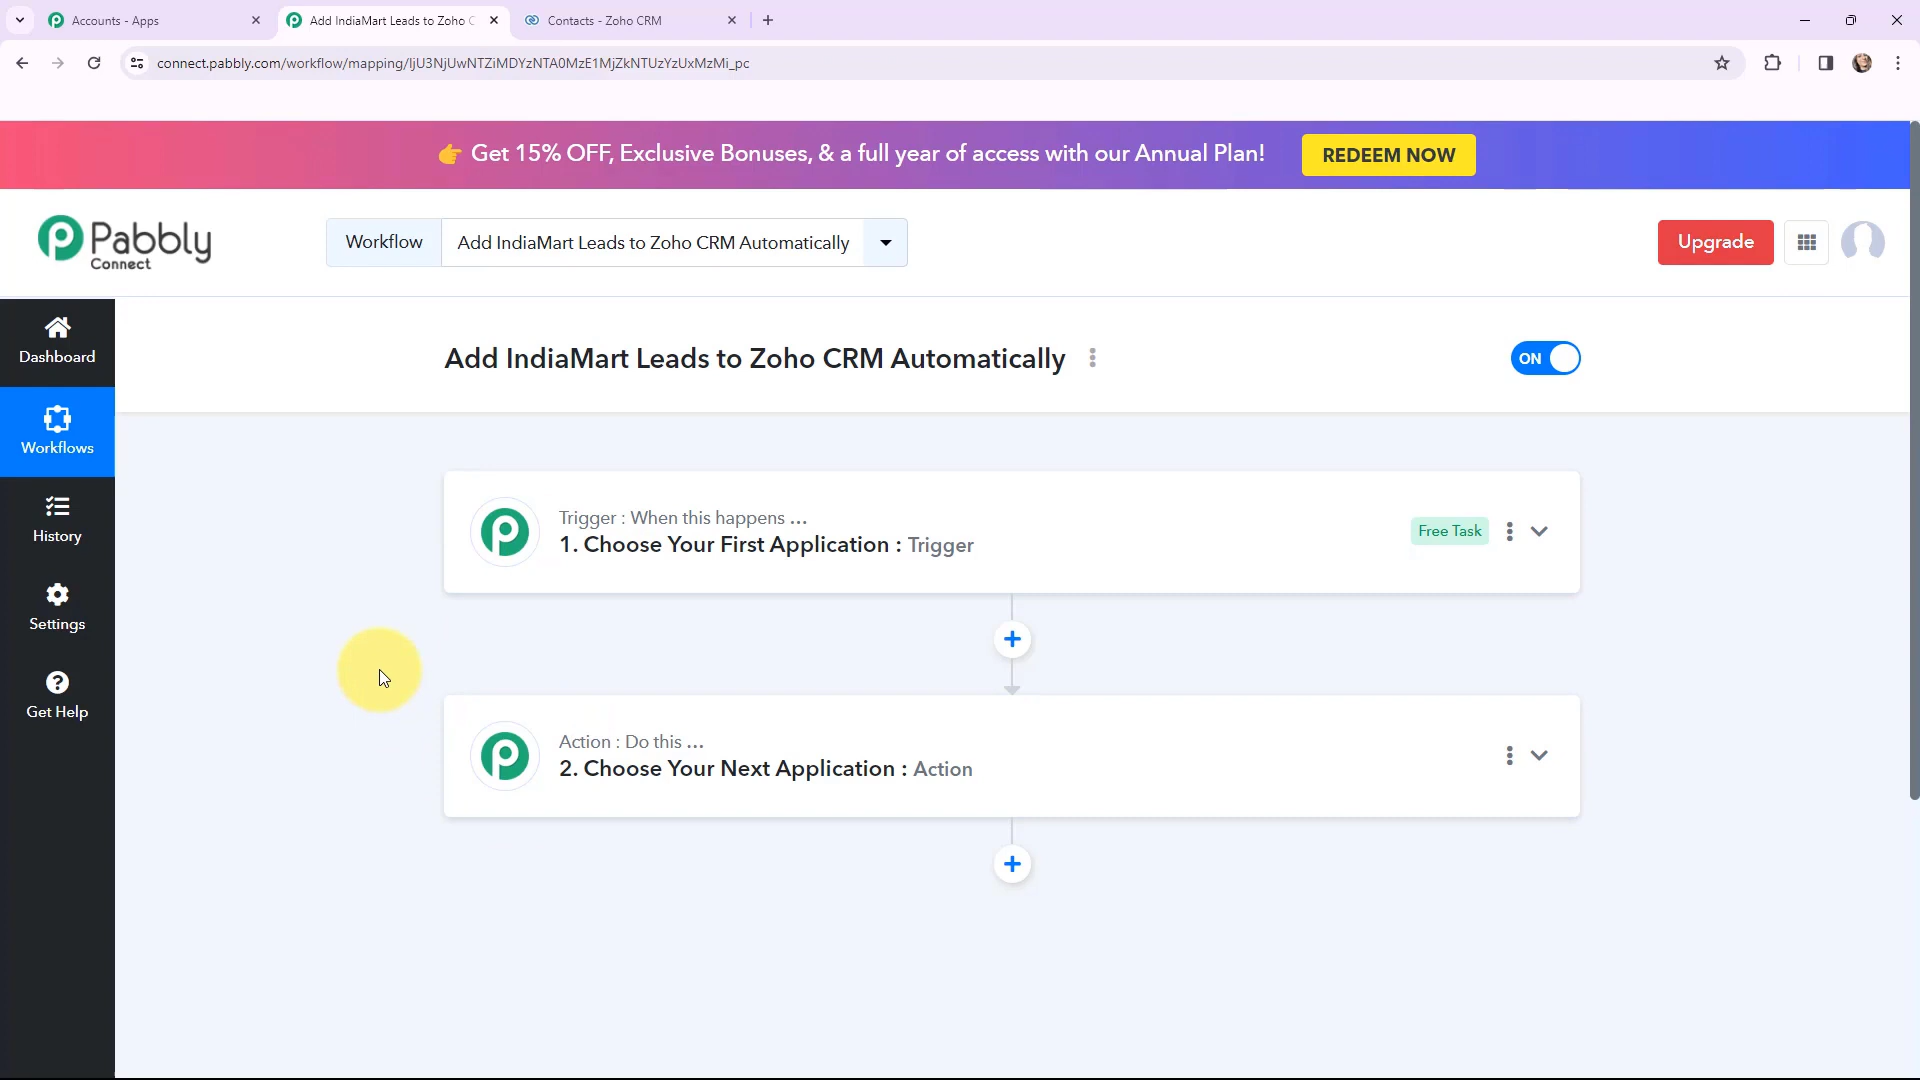 Accounts - Apps
Add IndiaMart Leads to Zoho C
Contacts - Zoho CRM
connect.pabbly.com/workflow/mapping/IjU3NjUwNTZiMDYzNTA0MzE1MjZkNTUzYzUxMzMi_pc
👉 Get 15% OFF, Exclusive Bonuses, & a full year of access with our Annual Plan!
REDEEM NOW
Pabbly
Connect
Workflow
Add IndiaMart Leads to Zoho CRM Automatically
Upgrade
Dashboard
Workflows
History
Settings
Get Help
Add IndiaMart Leads to Zoho CRM Automatically
ON
Trigger : When this happens ...
1. Choose Your First Application : Trigger
Free Task
Action : Do this ...
2. Choose Your Next Application : Action